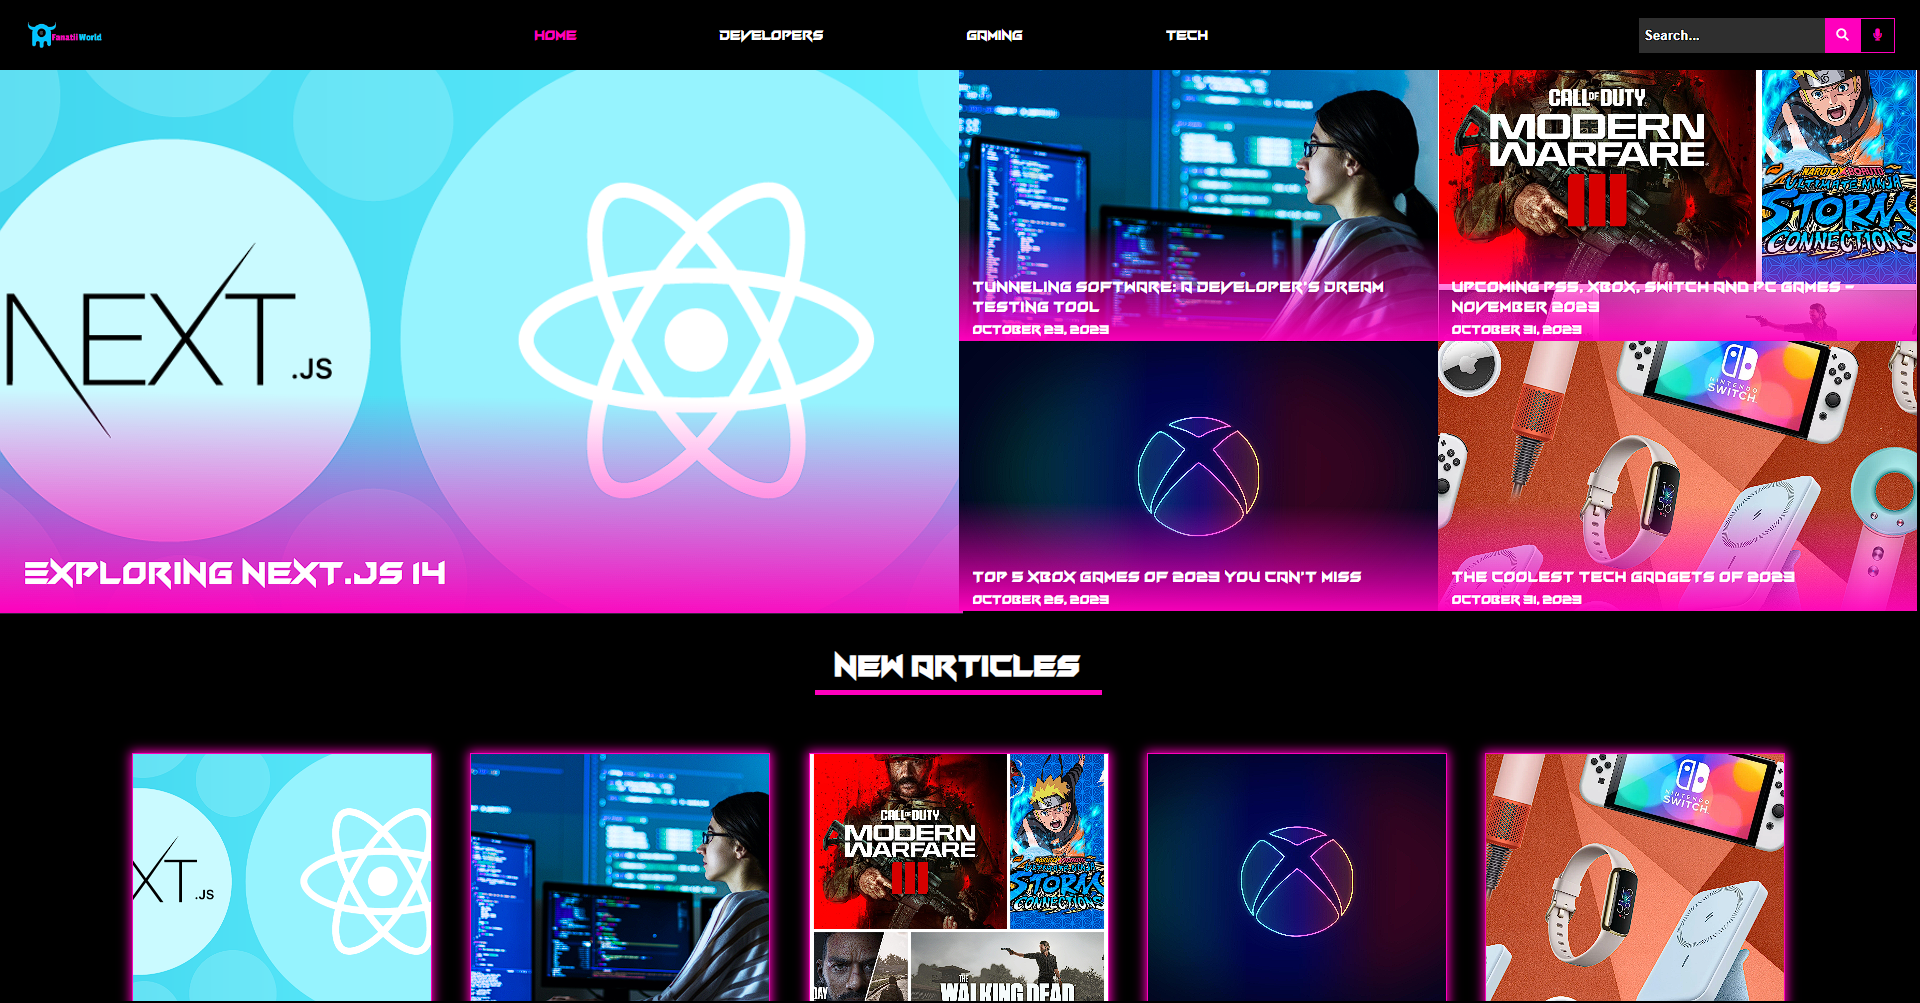 FanatiiWorld
HOME
DEVELOPERS
GAMING
TECH
Search...
NEXT
.JS
EXPLORING NEXT.JS 14
TUNNELING SOFTWARE: A DEVELOPER'S DREAM
TESTING TOOL
OCTOBER 23, 2023
CALL OF DUTY
MODERN
WARFARE
III
NARUTO X BORUTO
ULTIMATE NINJA
STORM
CONNECTIONS
UPCOMING PS5, XBOX, SWITCH AND PC GAMES –
NOVEMBER 2023
OCTOBER 31, 2023
TOP 5 XBOX GAMES OF 2023 YOU CAN'T MISS
OCTOBER 26, 2023
NINTENDO
SWITCH
THE COOLEST TECH GADGETS OF 2023
OCTOBER 31, 2023
NEW ARTICLES
XT
.JS
CALL OF DUTY
MODERN
WARFARE
III
STORM
CONNECTIONS
DAY
THE
WALKING DEAD
NINTENDO
SWITCH